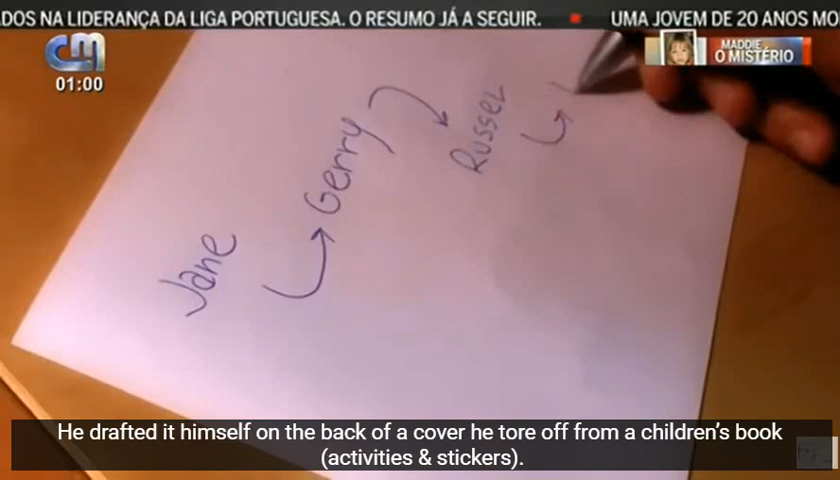 ADOS NA LIDERANÇA DA LIGA PORTUGUESA. O RESUMO JÁ A SEGUIR. UMA JOVEM DE 20 ANOS MO
CM
01:00
MADDIE,
O MISTÉRIO
Jane
Gerry
Russel
He drafted it himself on the back of a cover he tore off from a children's book
(activities & stickers).